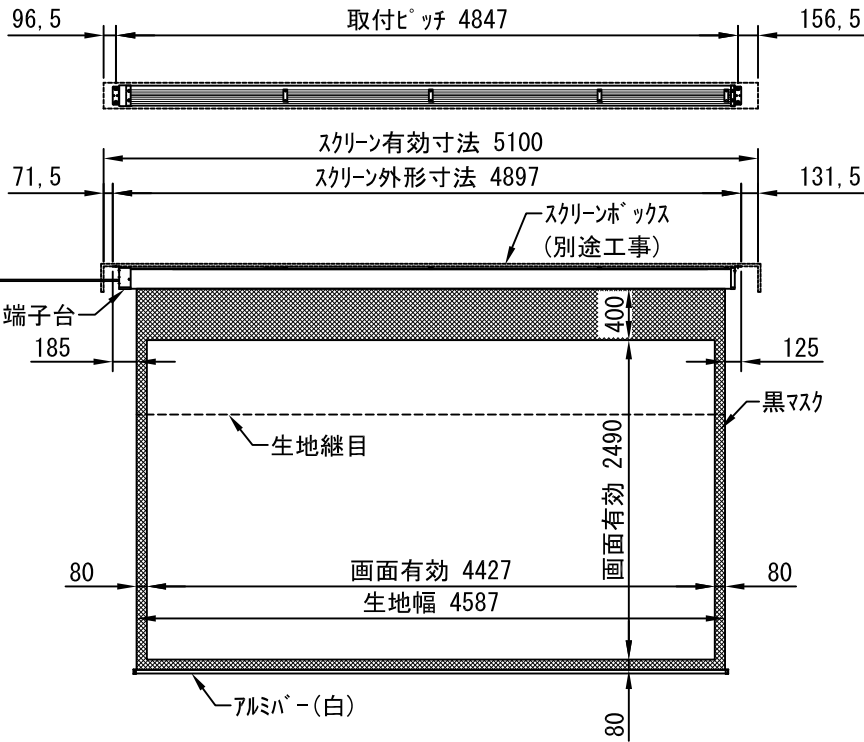 96,5
取付ピッチ 4847
156,5
スクリーン有効寸法 5100
71,5
スクリーン外形寸法 4897
131,5
スクリーンボックス
(別途工事)
端子台
400
185
125
黒マスク
生地継目
画面有効 2490
80
画面有効 4427
80
生地幅 4587
アルミバー(白)
80